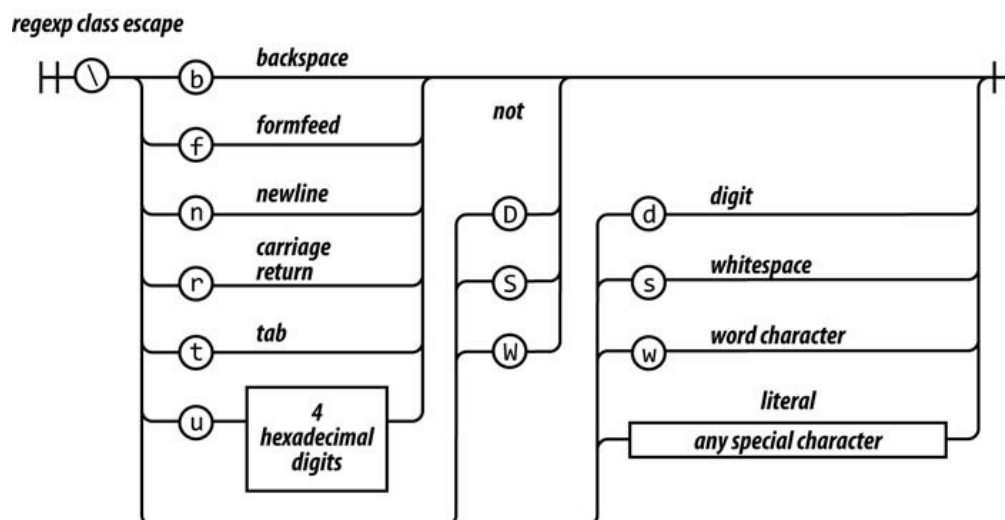 regexp class escape
\
b
backspace
f
formfeed
n
newline
r
carriage
return
t
tab
u
4
hexadecimal
digits
not
D
S
W
d
digit
s
whitespace
w
word character
literal
any special character